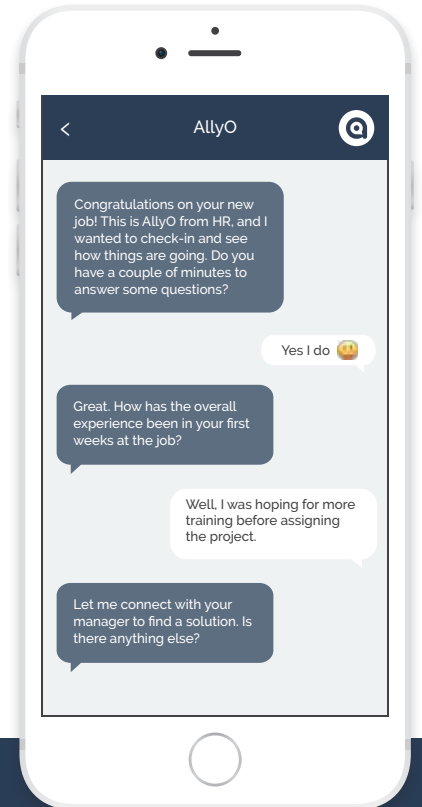 AllyO
Congratulations on your new
job! This is AllyO from HR, and I
wanted to check-in and see
how things are going. Do you
have a couple of minutes to
answer some questions?
Yes I do 😀
Great. How has the overall
experience been in your first
weeks at the job?
Well, I was hoping for more
training before assigning
the project.
Let me connect with your
manager to find a solution. Is
there anything else?